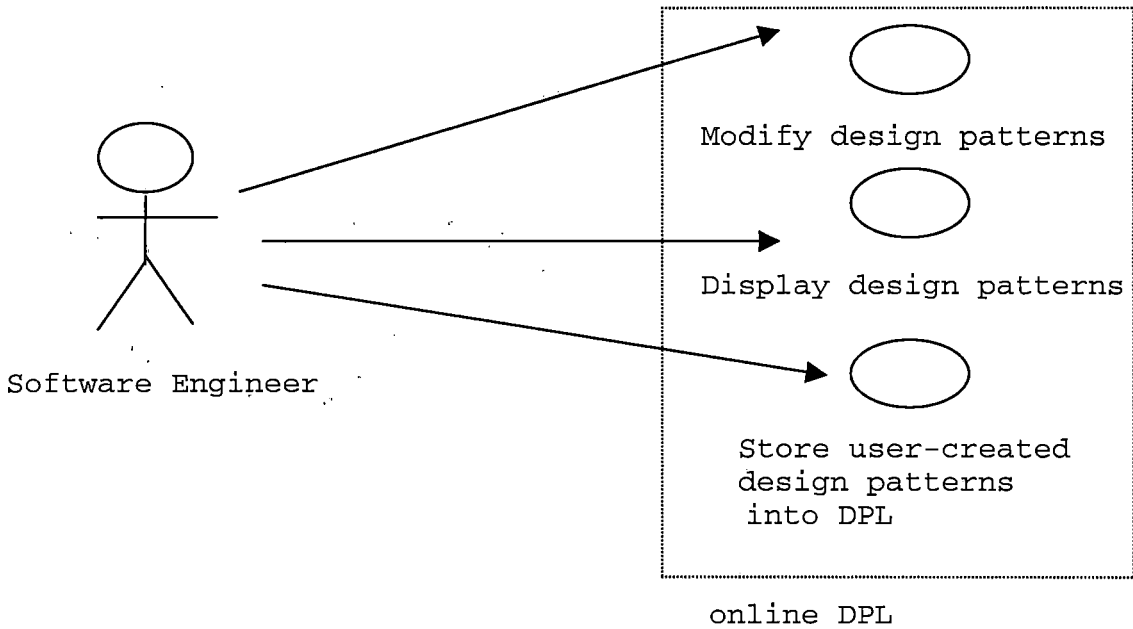 Modify design patterns
Display design patterns
Software Engineer
Store user-created
design patterns
into DPL
online DPL